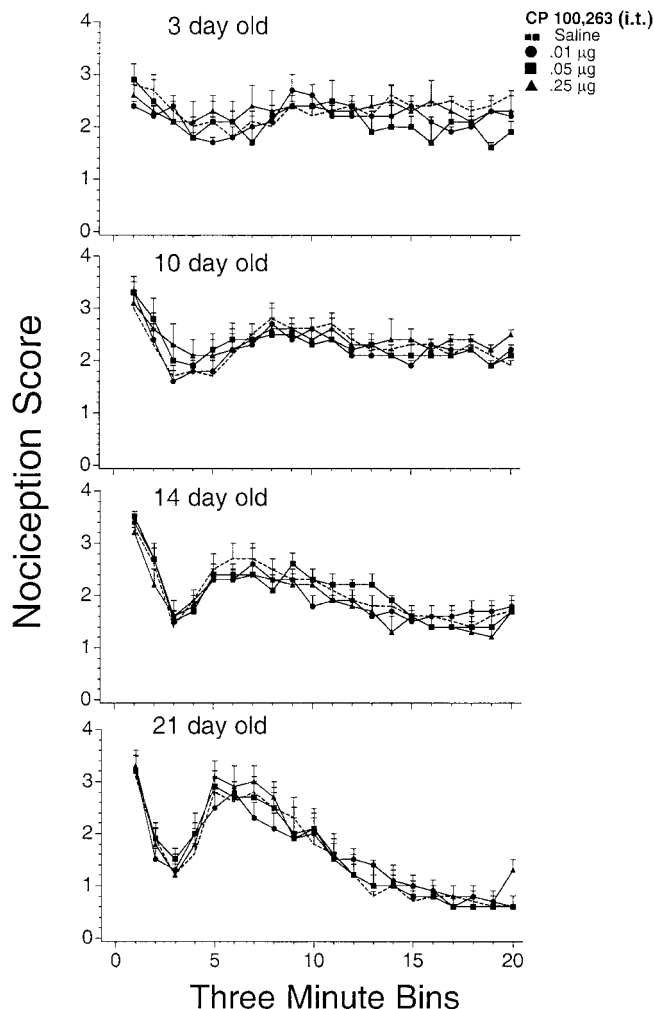 CP 100,263 (i.t.)
Saline
.01 µg
.05 µg
.25 µg
3 day old
4
3
2
1
0
10 day old
4
3
2
1
0
14 day old
4
3
2
1
0
21 day old
4
3
2
1
0
0 5 10 15 20
Nociception Score
Three Minute Bins